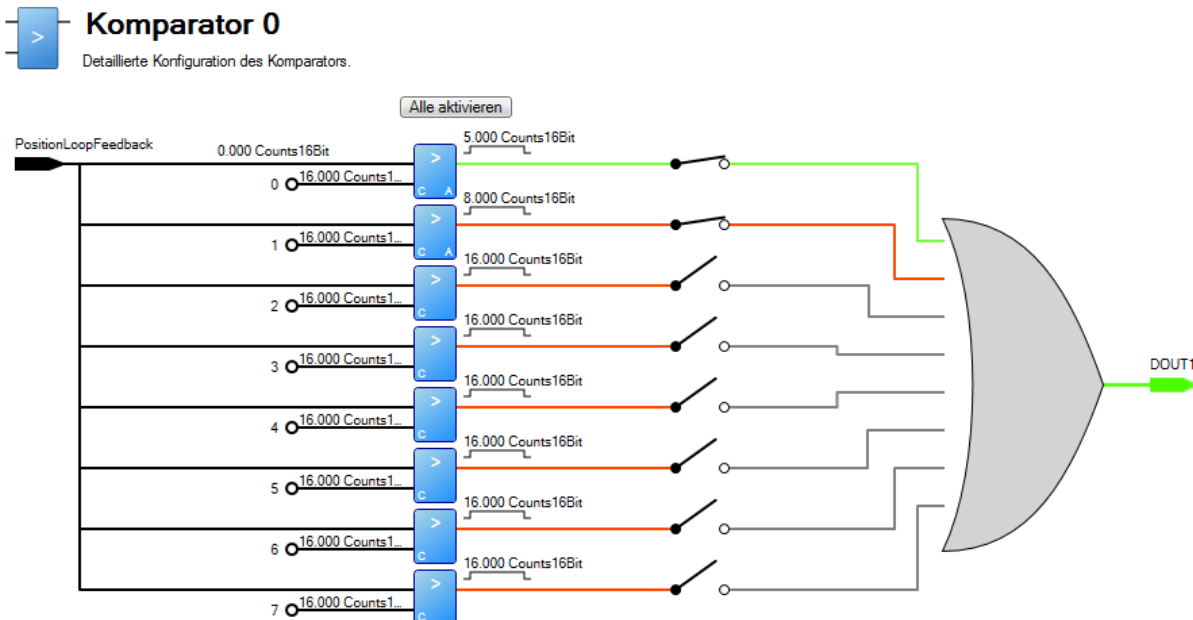 >
Komparator 0
Detaillierte Konfiguration des Komparators.
Alle aktivieren
PositionLoopFeedback
0.000 Counts16Bit
5.000 Counts16Bit
>
0
16.000 Counts1...
C A
8.000 Counts16Bit
>
1
16.000 Counts1...
C A
16.000 Counts16Bit
>
2
16.000 Counts1...
C
16.000 Counts16Bit
>
3
16.000 Counts1...
C
DOUT1
16.000 Counts16Bit
>
4
16.000 Counts1...
C
16.000 Counts16Bit
>
5
16.000 Counts1...
C
16.000 Counts16Bit
>
6
16.000 Counts1...
C
16.000 Counts16Bit
>
7
16.000 Counts1...
C